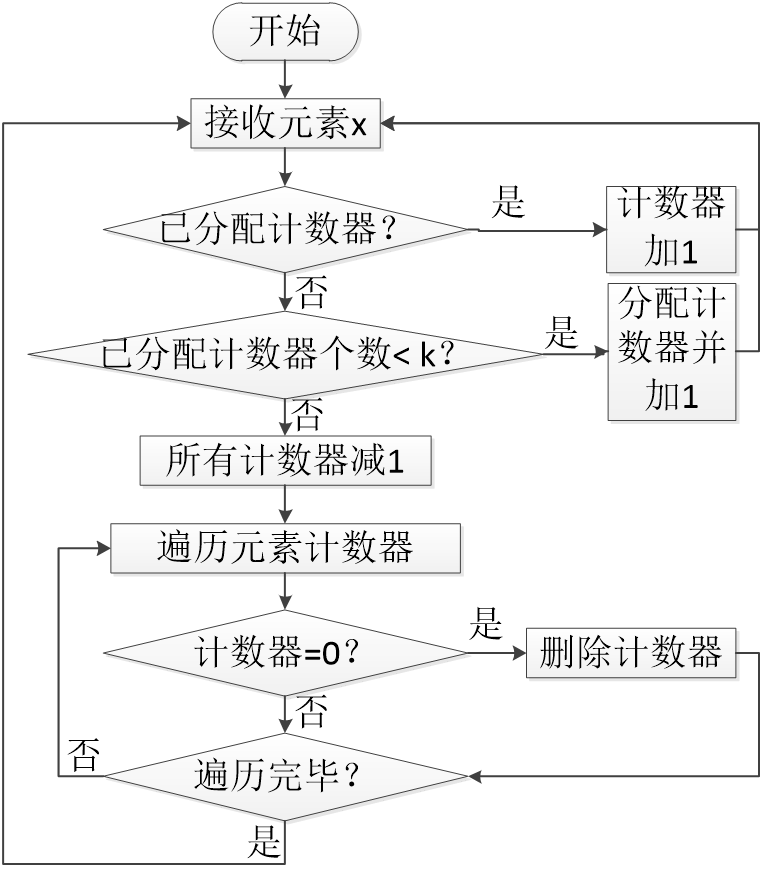 开始
接收元素x
已分配计数器？
是
计数器
加1
否
已分配计数器个数< k？
是
分配计
数器并
加1
否
所有计数器减1
遍历元素计数器
计数器=0？
是
删除计数器
否
遍历完毕？
否
是